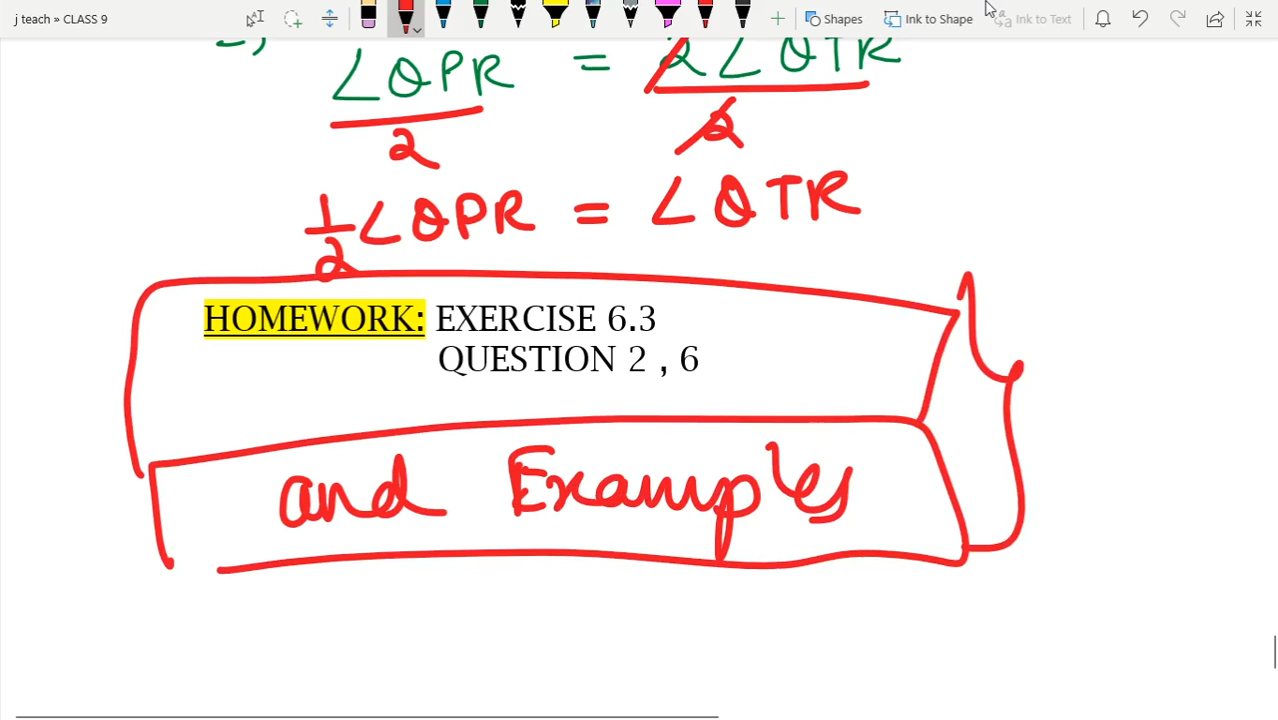 j teach » CLASS 9
Shapes Ink to Shape Ink to Text
∠QPR = 2∠QTR
2 2
1/2 ∠QPR = ∠QTR
HOMEWORK: EXERCISE 6.3
QUESTION 2 , 6
and Examples